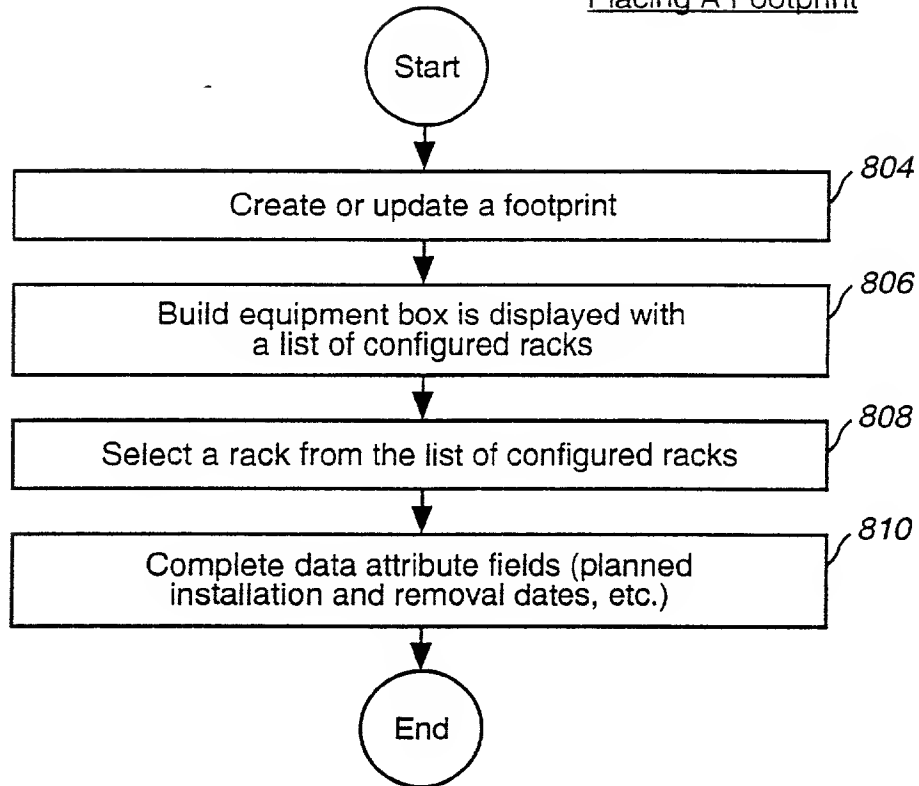 Placing A Footprint
Start
804
Create or update a footprint
806
Build equipment box is displayed with
a list of configured racks
808
Select a rack from the list of configured racks
810
Complete data attribute fields (planned
installation and removal dates, etc.)
End